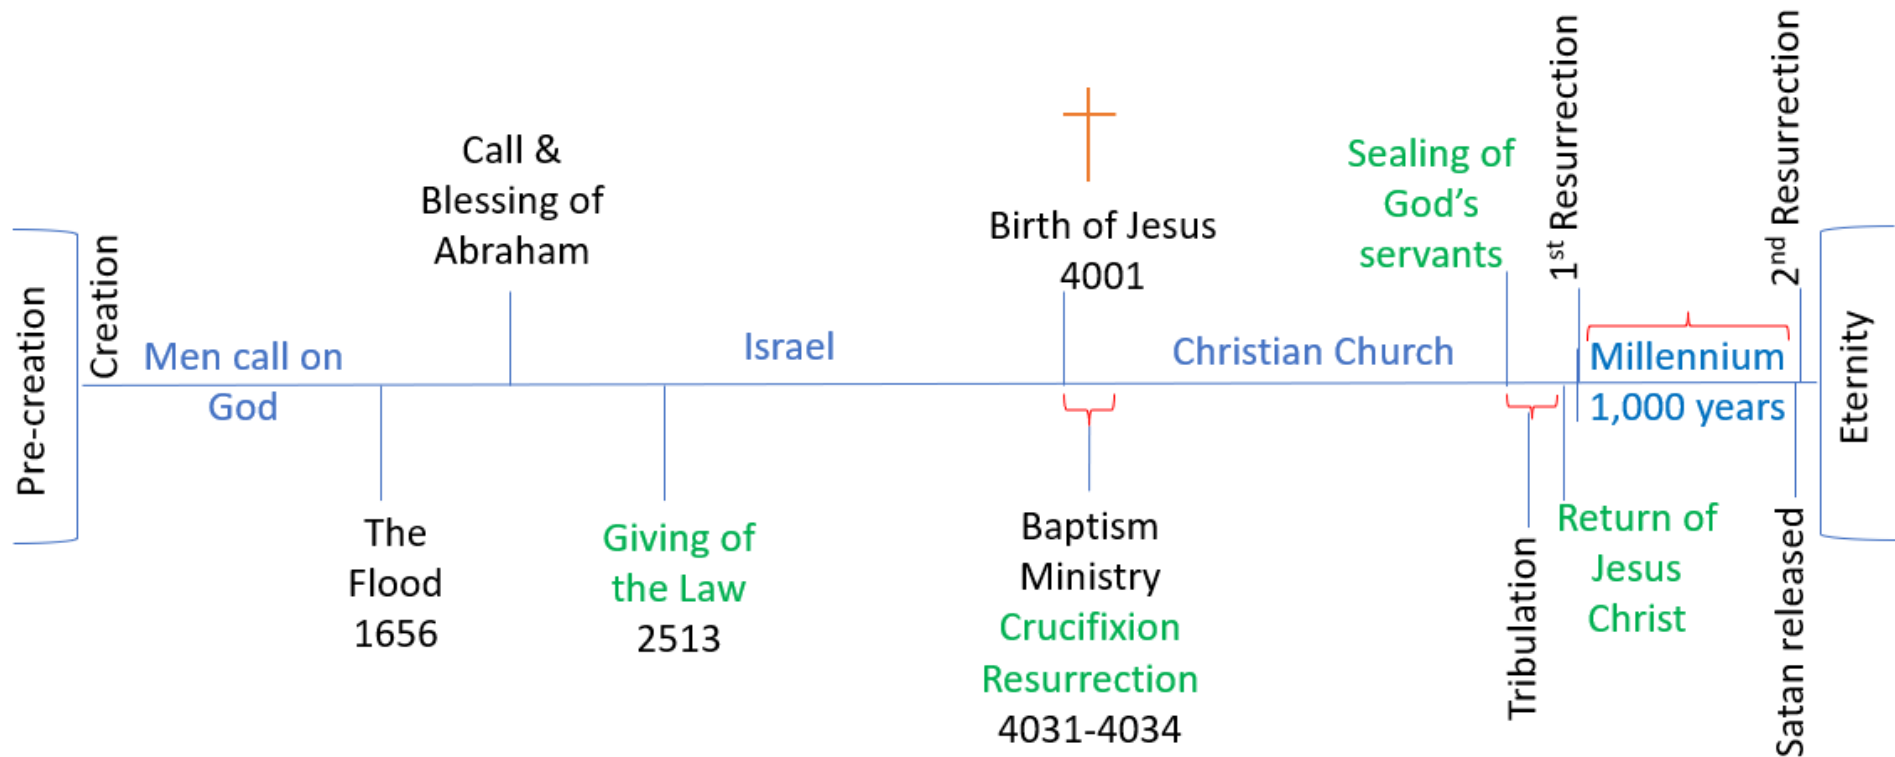 Pre-creation
Creation
Men call on
God
The
Flood
1656
Call &
Blessing of
Abraham
Giving of
the Law
2513
Israel
Birth of Jesus
4001
Baptism
Ministry
Crucifixion
Resurrection
4031-4034
Christian Church
Sealing of
God’s
servants
Tribulation
Return of
Jesus
Christ
1st Resurrection
Millennium
1,000 years
2nd Resurrection
Satan released
Eternity